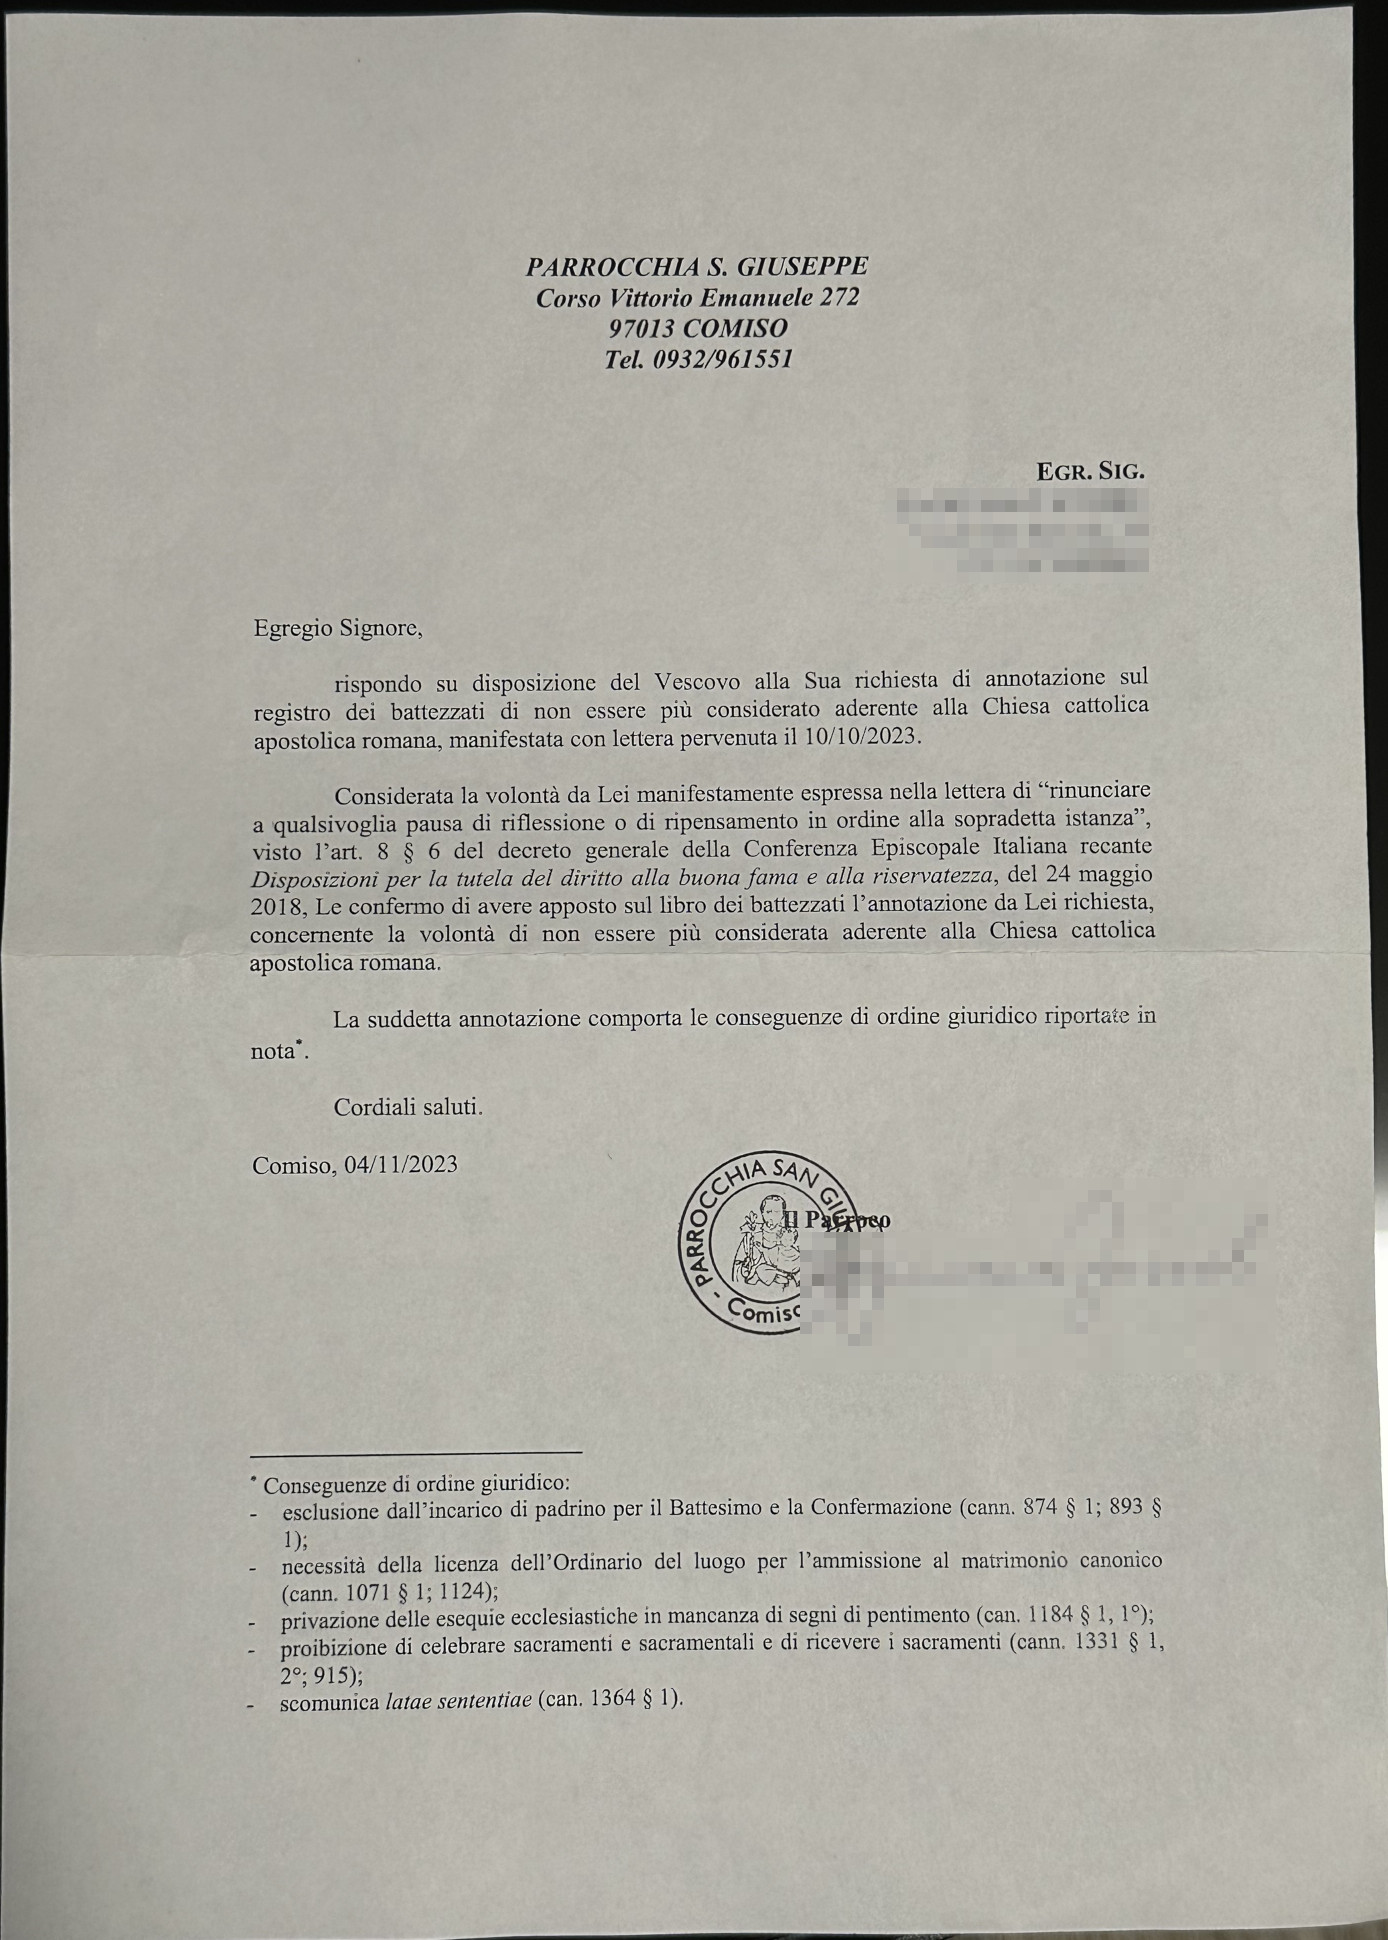 PARROCCHIA S. GIUSEPPE
Corso Vittorio Emanuele 272
97013 COMISO
Tel. 0932/961551
EGR. SIG.
Egregio Signore,
rispondo su disposizione del Vescovo alla Sua richiesta di annotazione sul
registro dei battezzati di non essere più considerato aderente alla Chiesa cattolica
apostolica romana, manifestata con lettera pervenuta il 10/10/2023.
Considerata la volontà da Lei manifestamente espressa nella lettera di “rinunciare
a qualsivoglia pausa di riflessione o di ripensamento in ordine alla sopradetta istanza”,
visto l’art. 8 § 6 del decreto generale della Conferenza Episcopale Italiana recante
Disposizioni per la tutela del diritto alla buona fama e alla riservatezza, del 24 maggio
2018, Le confermo di avere apposto sul libro dei battezzati l’annotazione da Lei richiesta,
concernente la volontà di non essere più considerata aderente alla Chiesa cattolica
apostolica romana.
La suddetta annotazione comporta le conseguenze di ordine giuridico riportate in
nota*.
Cordiali saluti.
Comiso, 04/11/2023
PARROCCHIA SAN GIU
Il Parroco
- Comiso
* Conseguenze di ordine giuridico:
- esclusione dall’incarico di padrino per il Battesimo e la Confermazione (cann. 874 § 1; 893 §
1);
- necessità della licenza dell’Ordinario del luogo per l’ammissione al matrimonio canonico
(cann. 1071 § 1; 1124);
- privazione delle esequie ecclesiastiche in mancanza di segni di pentimento (can. 1184 § 1, 1°);
- proibizione di celebrare sacramenti e sacramentali e di ricevere i sacramenti (cann. 1331 § 1,
2°; 915);
- scomunica latae sententiae (can. 1364 § 1).